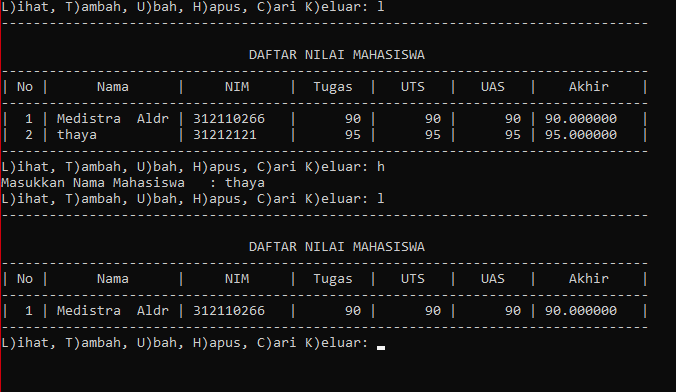 L)ihat, T)ambah, U)bah, H)apus, C)ari K)eluar: l
---------------------------------------------------------------------------------
DAFTAR NILAI MAHASISWA
---------------------------------------------------------------------------------
| No | Nama | NIM | Tugas | UTS | UAS | Akhir |
---------------------------------------------------------------------------------
| 1 | Medistra Aldr | 312110266 | 90 | 90 | 90 | 90.000000 |
| 2 | thaya | 31212121 | 95 | 95 | 95 | 95.000000 |
---------------------------------------------------------------------------------
L)ihat, T)ambah, U)bah, H)apus, C)ari K)eluar: h
Masukkan Nama Mahasiswa : thaya
L)ihat, T)ambah, U)bah, H)apus, C)ari K)eluar: l
---------------------------------------------------------------------------------
DAFTAR NILAI MAHASISWA
---------------------------------------------------------------------------------
| No | Nama | NIM | Tugas | UTS | UAS | Akhir |
---------------------------------------------------------------------------------
| 1 | Medistra Aldr | 312110266 | 90 | 90 | 90 | 90.000000 |
---------------------------------------------------------------------------------
L)ihat, T)ambah, U)bah, H)apus, C)ari K)eluar: